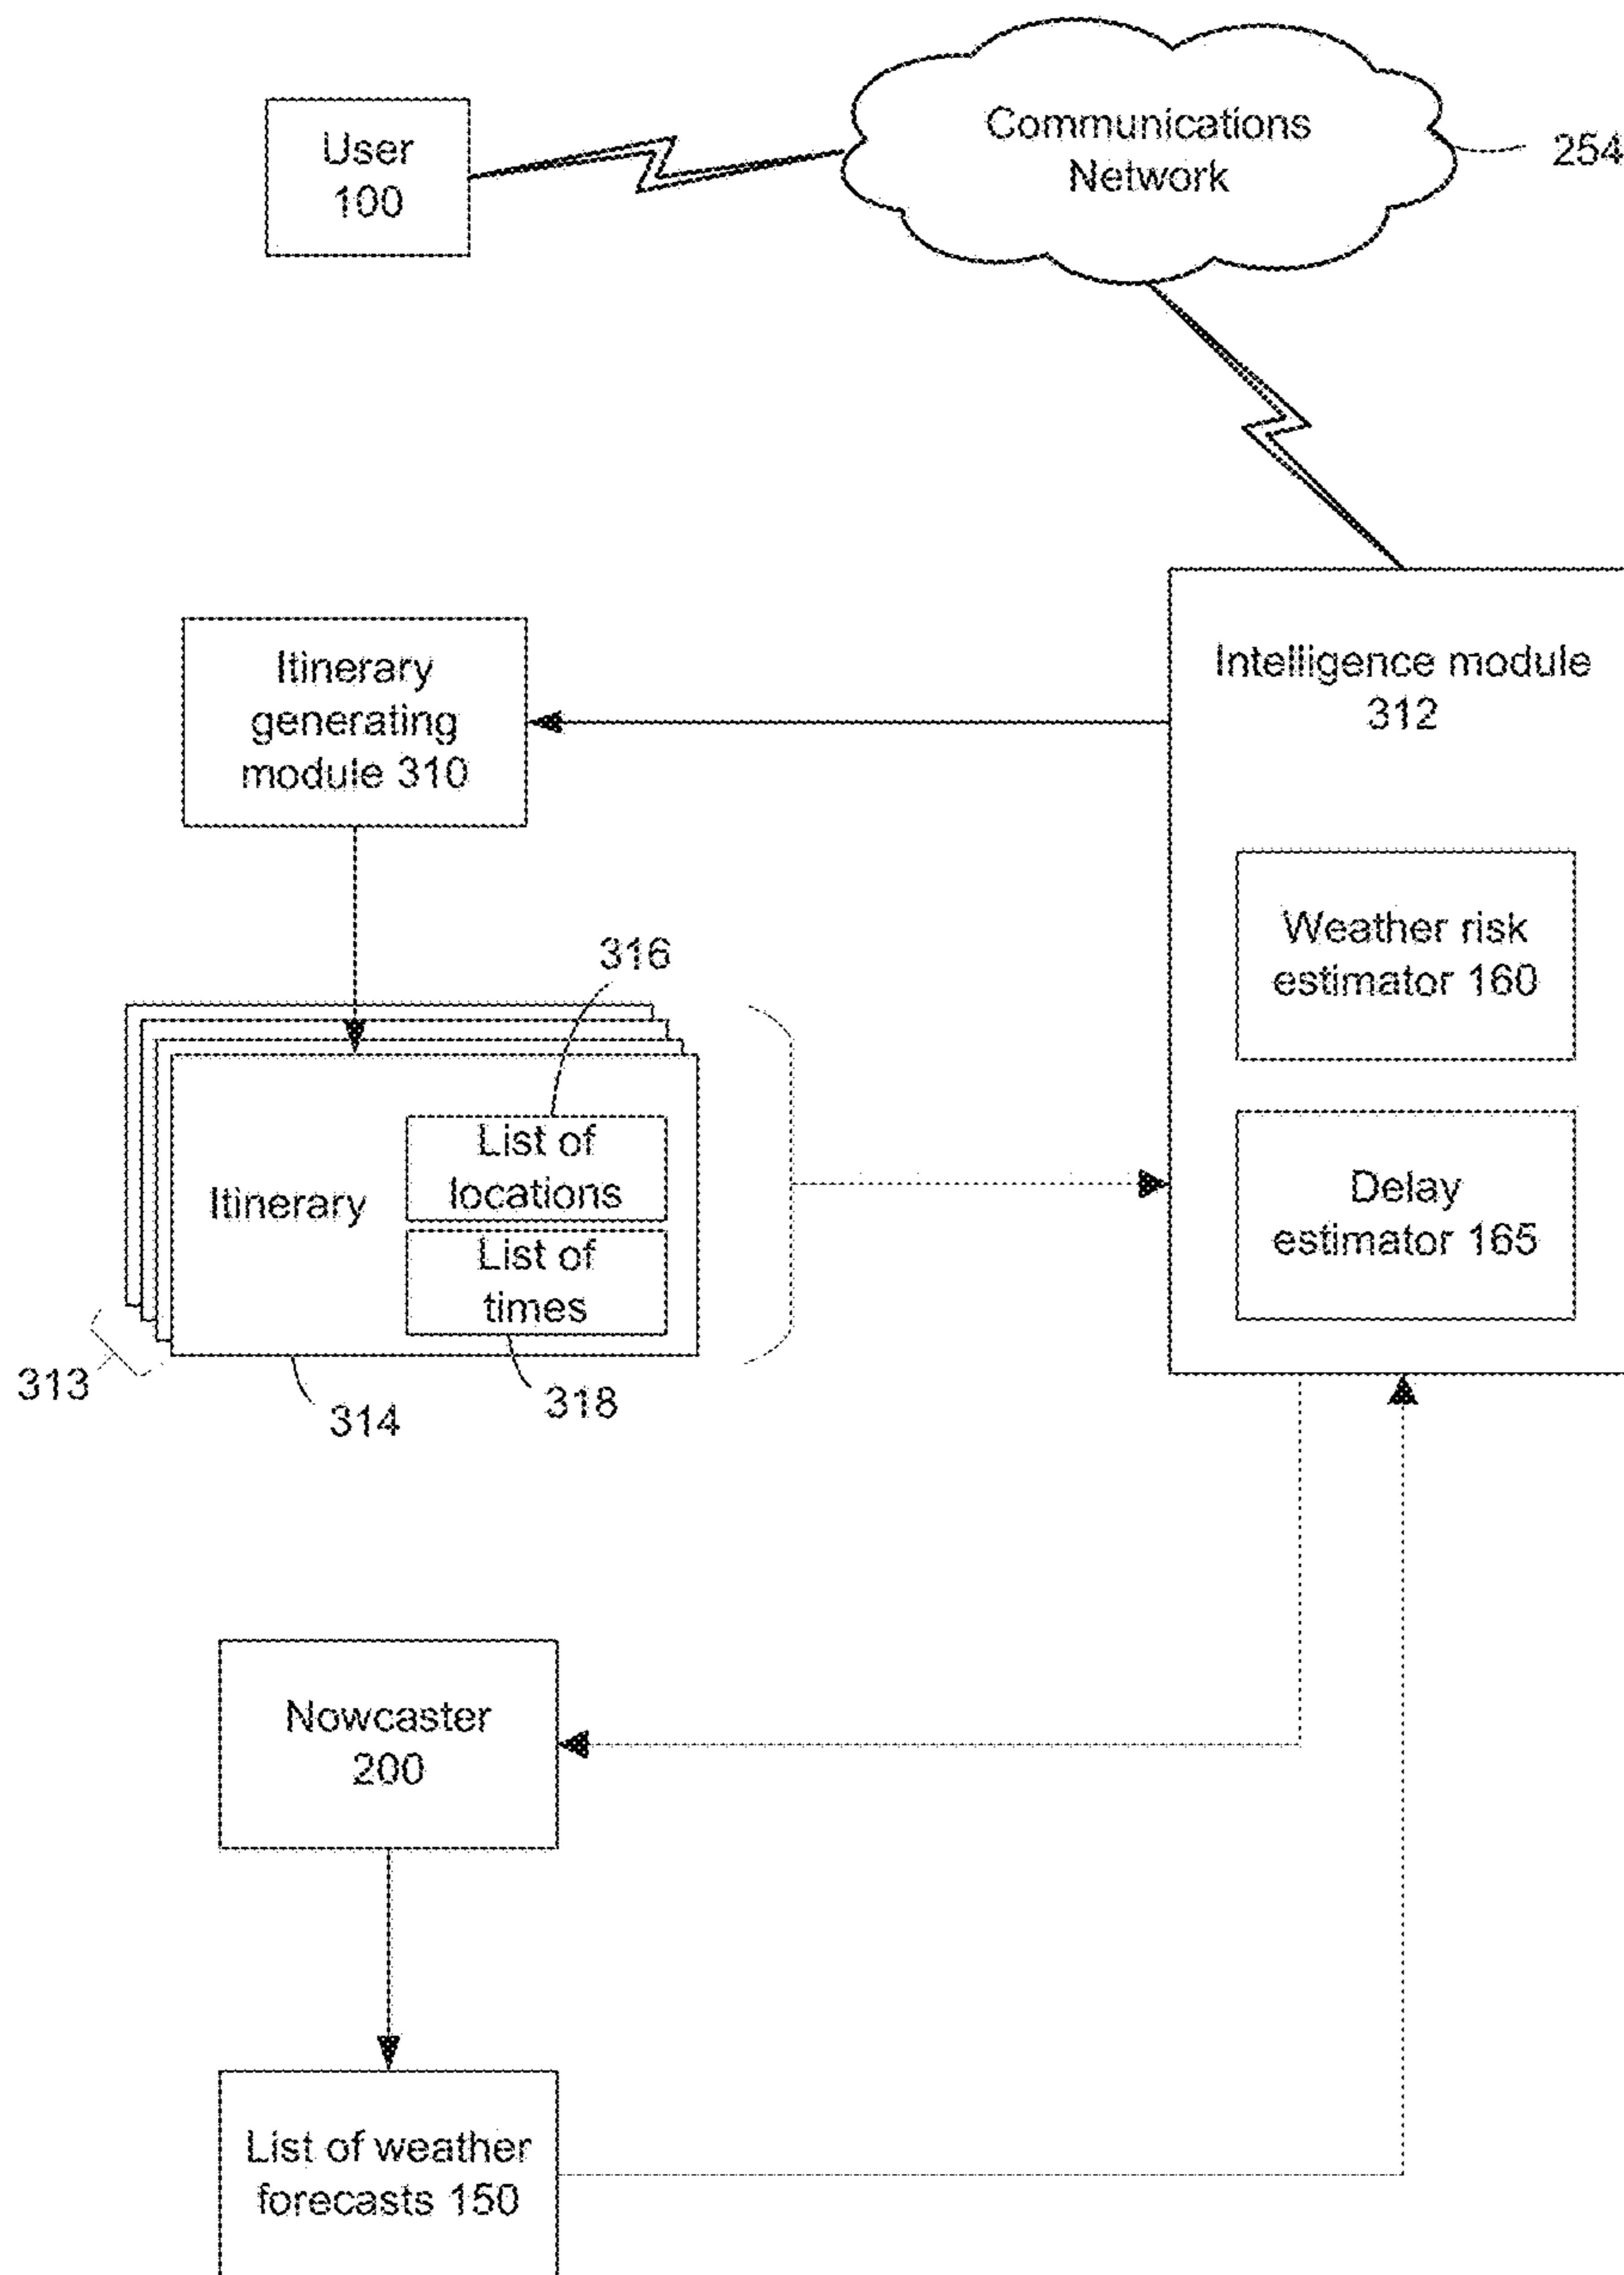 User
100
Communications
Network
254
Itinerary
generating
module 310
Intelligence module
312
Weather risk
estimator 160
316
List of
locations
Itinerary
List of
times
Delay
estimator 165
313
314
318
Nowcaster
200
List of weather
forecasts 150